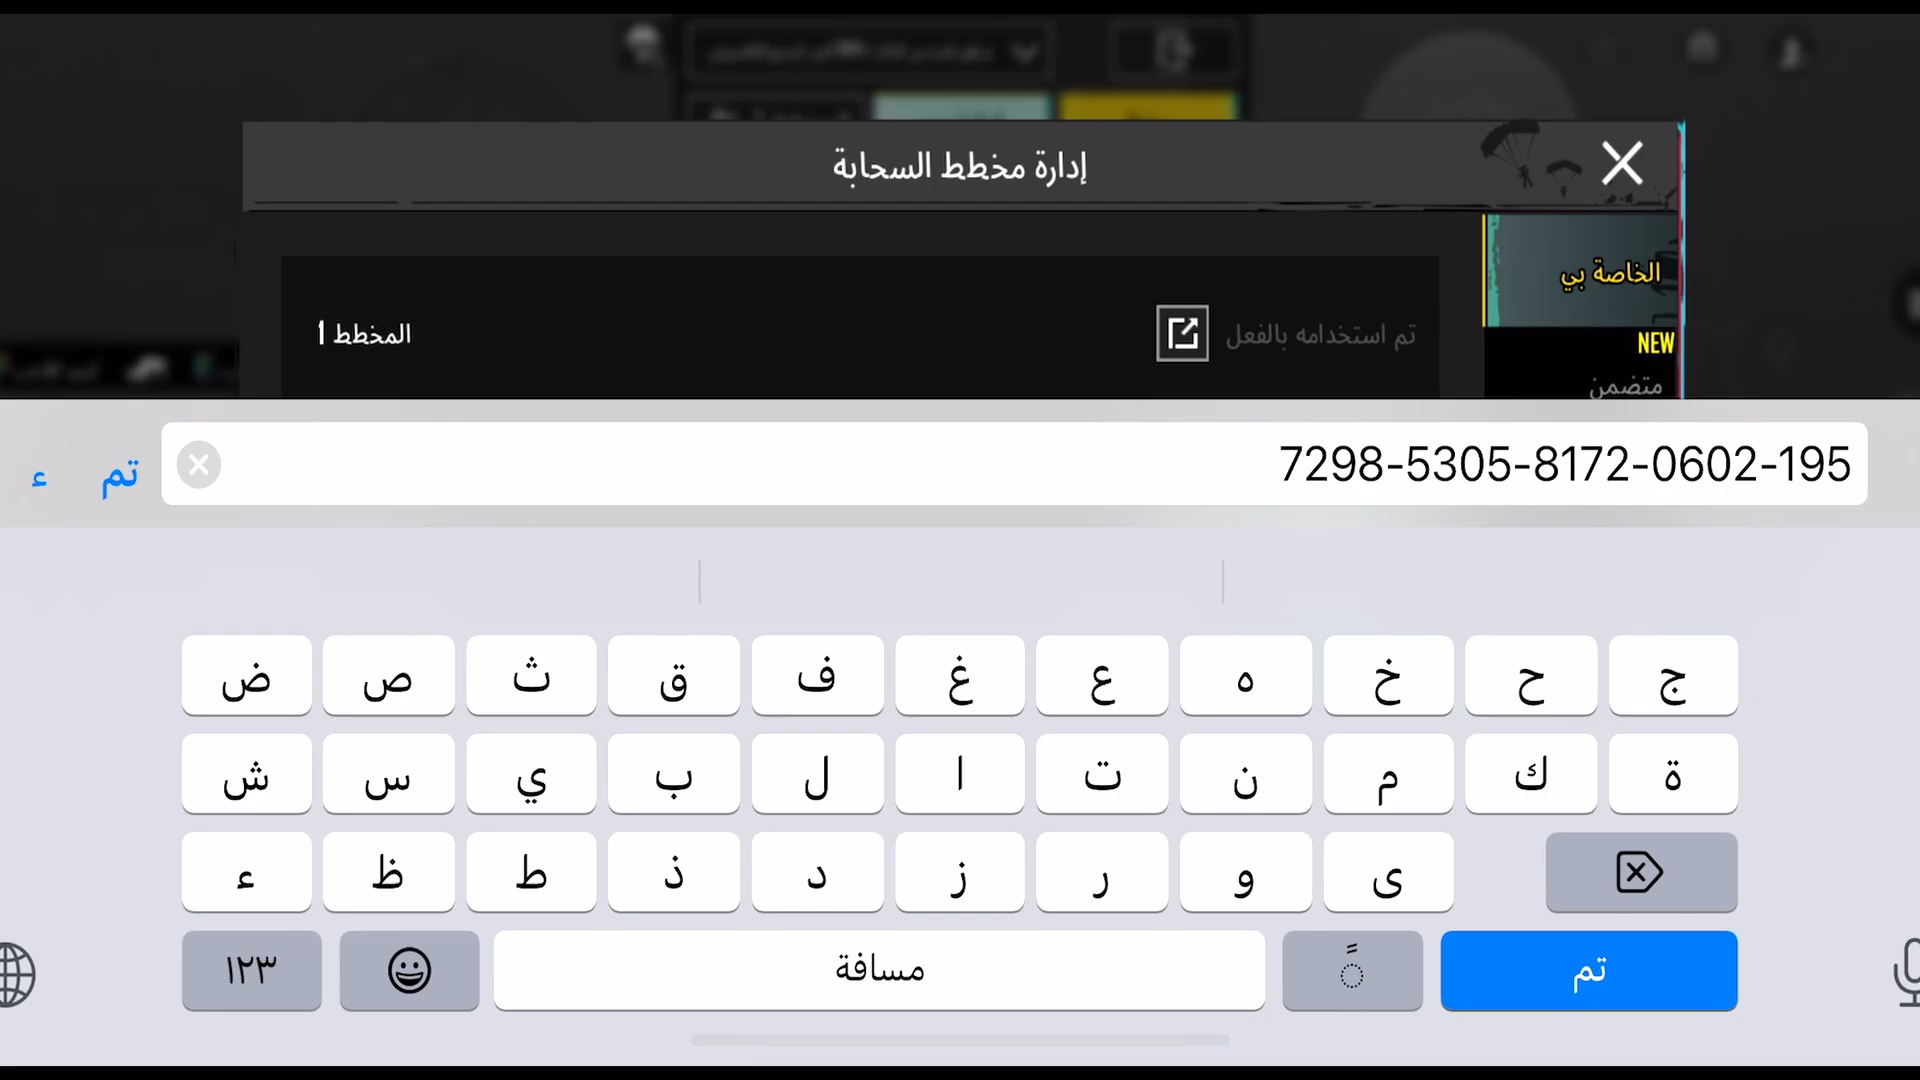 إدارة مخطط السحابة
الخاصة بي
NEW
متضمن
المخطط 1
تم استخدامه بالفعل
7298-5305-8172-0602-195
تم
ء
ض ص ث ق ف غ ع ه خ ح ج
ش س ي ب ل ا ت ن م ك ة
ء ظ ط ذ د ز ر و ى
١٢٣
مسافة
تم